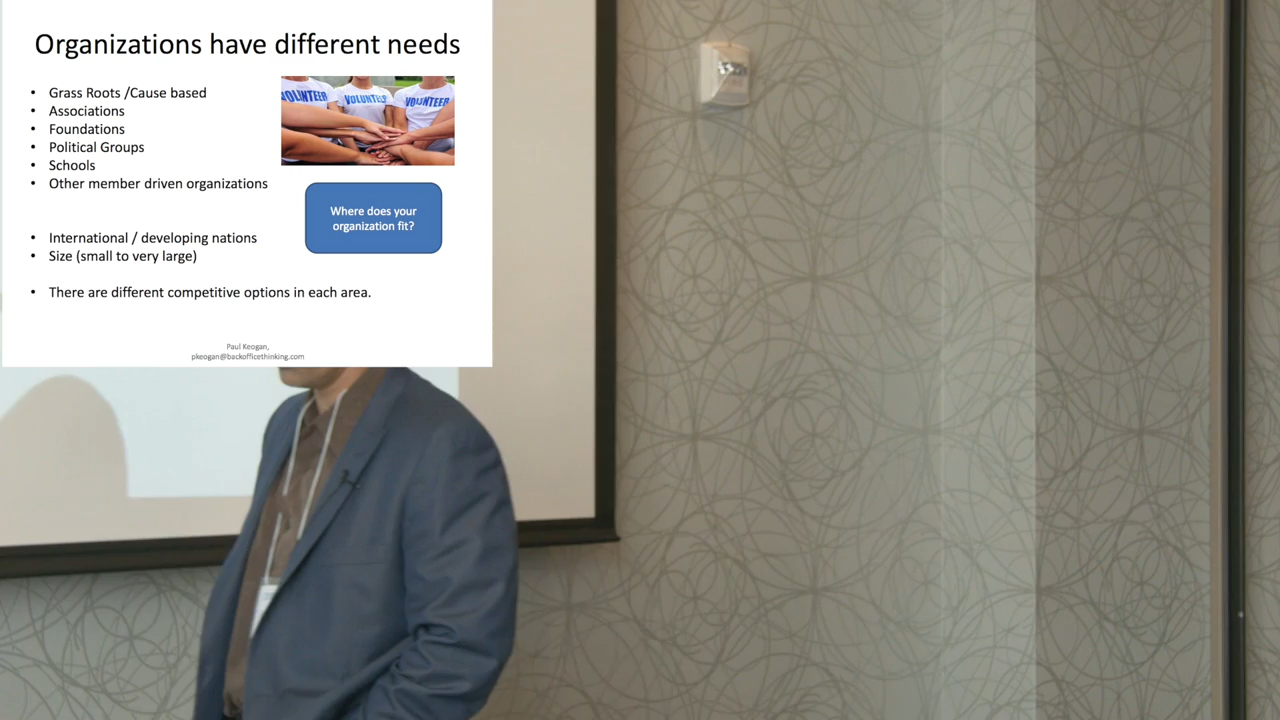 Organizations have different needs
• Grass Roots /Cause based
• Associations
• Foundations
• Political Groups
• Schools
• Other member driven organizations
VOLUNTEER
VOLUNTEER
VOLUNTEER
Where does your
organization fit?
• International / developing nations
• Size (small to very large)
• There are different competitive options in each area.
Paul Keogan,
pkeogan@backofficethinking.com